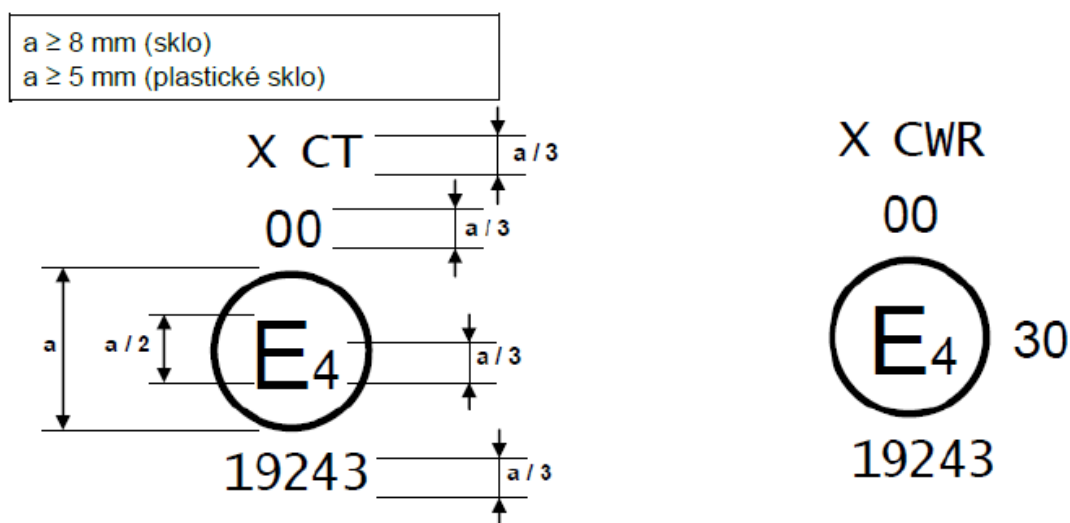 a ≥ 8 mm (sklo)
a ≥ 5 mm (plastické sklo)
X CT
a / 3
00
a / 3
a
a / 2
E4
a / 3
19243
a / 3
X CWR
00
E4
30
19243